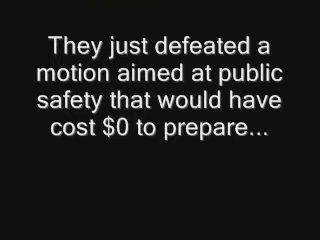 They just defeated a
motion aimed at public
safety that would have
cost $0 to prepare...